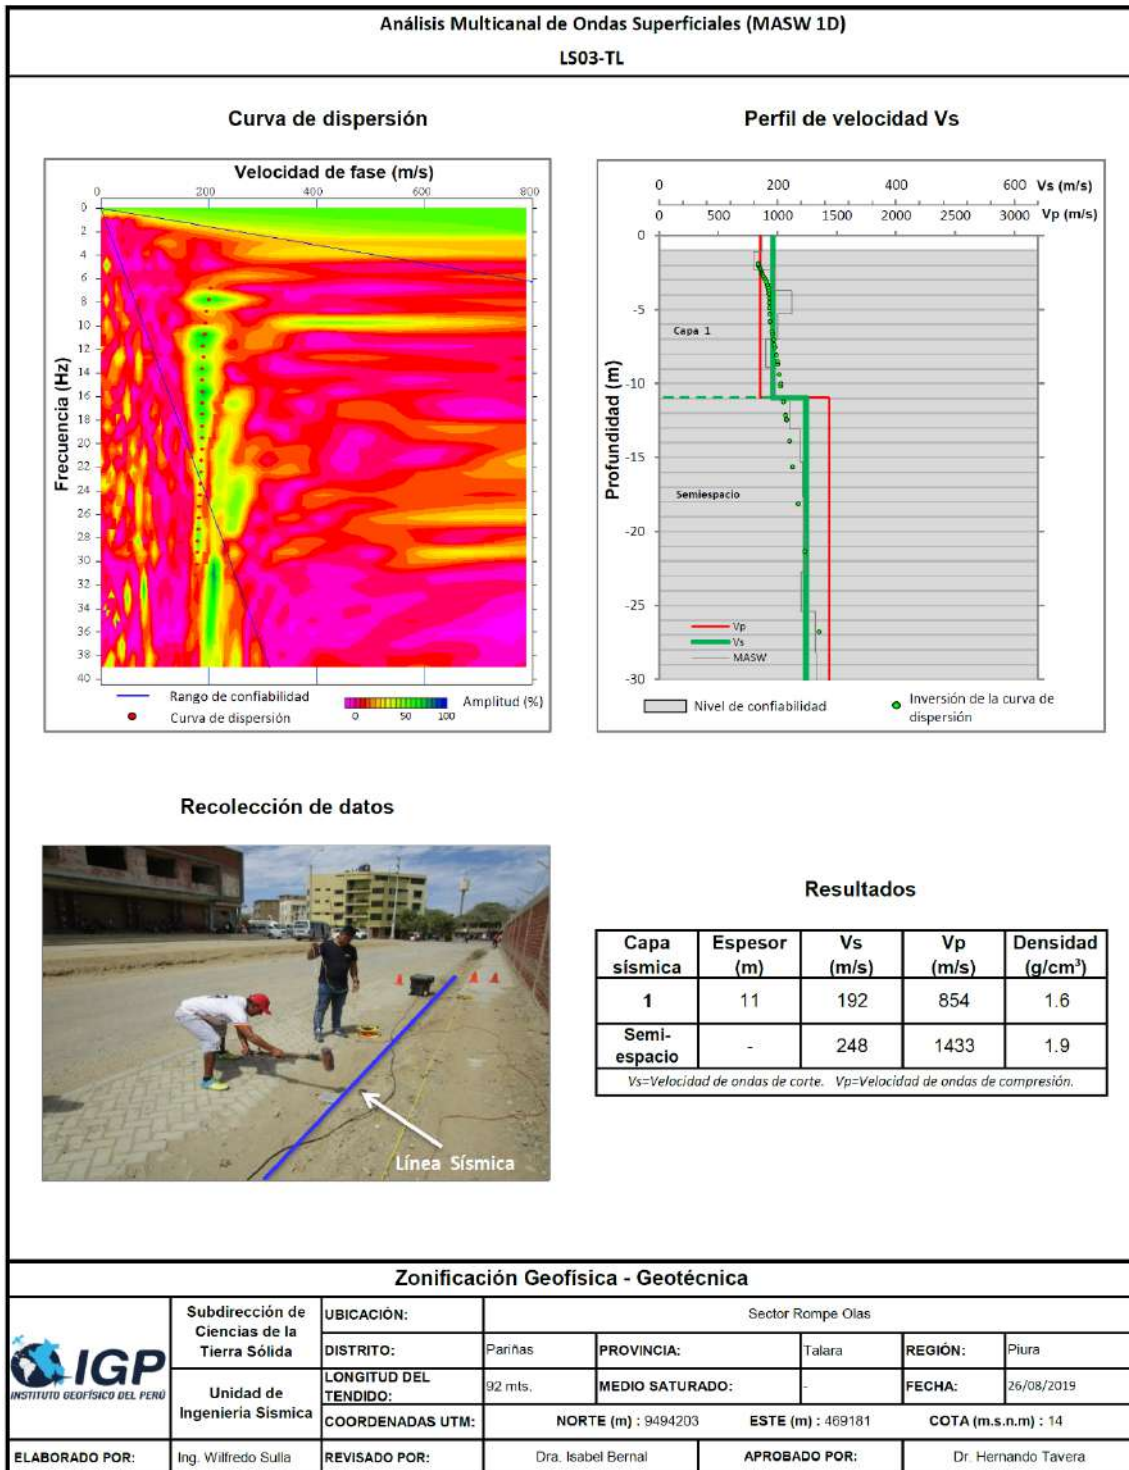 Análisis Multicanal de Ondas Superficiales (MASW 1D)
LS03-TL
Curva de dispersión
Velocidad de fase (m/s)
0 200 400 600 800
Frecuencia (Hz)
0
2
4
6
8
10
12
14
16
18
20
22
24
26
28
30
32
34
36
38
40
Rango de confiabilidad
Curva de dispersión
0 50 100
Amplitud (%)
Perfil de velocidad Vs
0 200 400 600 Vs (m/s)
0 500 1000 1500 2000 2500 3000 Vp (m/s)
Profundidad (m)
0
-5
-10
-15
-20
-25
-30
Capa 1
Semiespacio
Vp
Vs
MASW
Nivel de confiabilidad
Inversión de la curva de
dispersión
Recolección de datos
Línea Sísmica
Resultados
Capa sísmica Espesor (m) Vs (m/s) Vp (m/s) Densidad (g/cm³)
1 11 192 854 1.6
Semi-espacio - 248 1433 1.9
Vs=Velocidad de ondas de corte. Vp=Velocidad de ondas de compresión.
Zonificación Geofísica - Geotécnica
IGP
INSTITUTO GEOFÍSICO DEL PERÚ
Subdirección de
Ciencias de la
Tierra Sólida
Unidad de
Ingenieria Sismica
UBICACIÓN: Sector Rompe Olas
DISTRITO: Pariñas PROVINCIA: Talara REGIÓN: Piura
LONGITUD DEL TENDIDO: 92 mts. MEDIO SATURADO: - FECHA: 26/08/2019
COORDENADAS UTM: NORTE (m) : 9494203 ESTE (m) : 469181 COTA (m.s.n.m) : 14
ELABORADO POR: Ing. Wilfredo Sulla REVISADO POR: Dra. Isabel Bernal APROBADO POR: Dr. Hernando Tavera